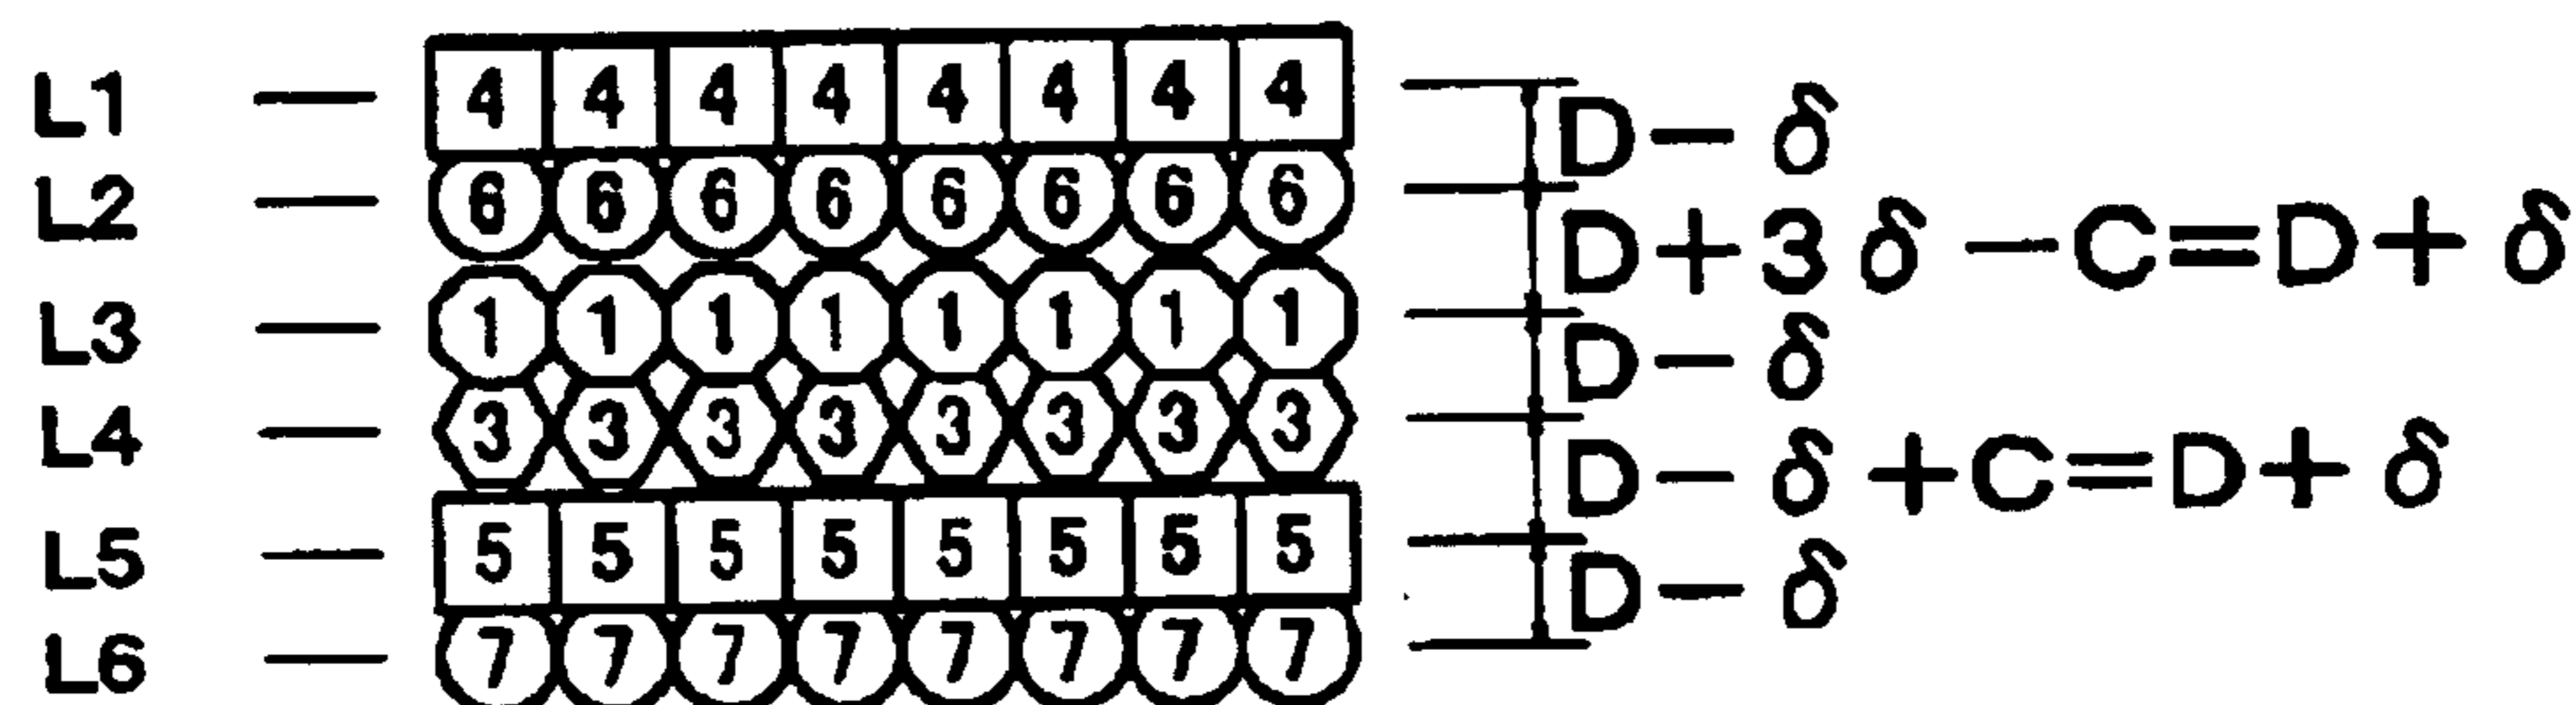 L1 — 4 4 4 4 4 4 4 4
D−δ
L2 — 6 6 6 6 6 6 6 6
D+3δ−C=D+δ
L3 — 1 1 1 1 1 1 1 1
D−δ
L4 — 3 3 3 3 3 3 3 3
D−δ+C=D+δ
L5 — 5 5 5 5 5 5 5 5
D−δ
L6 — 7 7 7 7 7 7 7 7